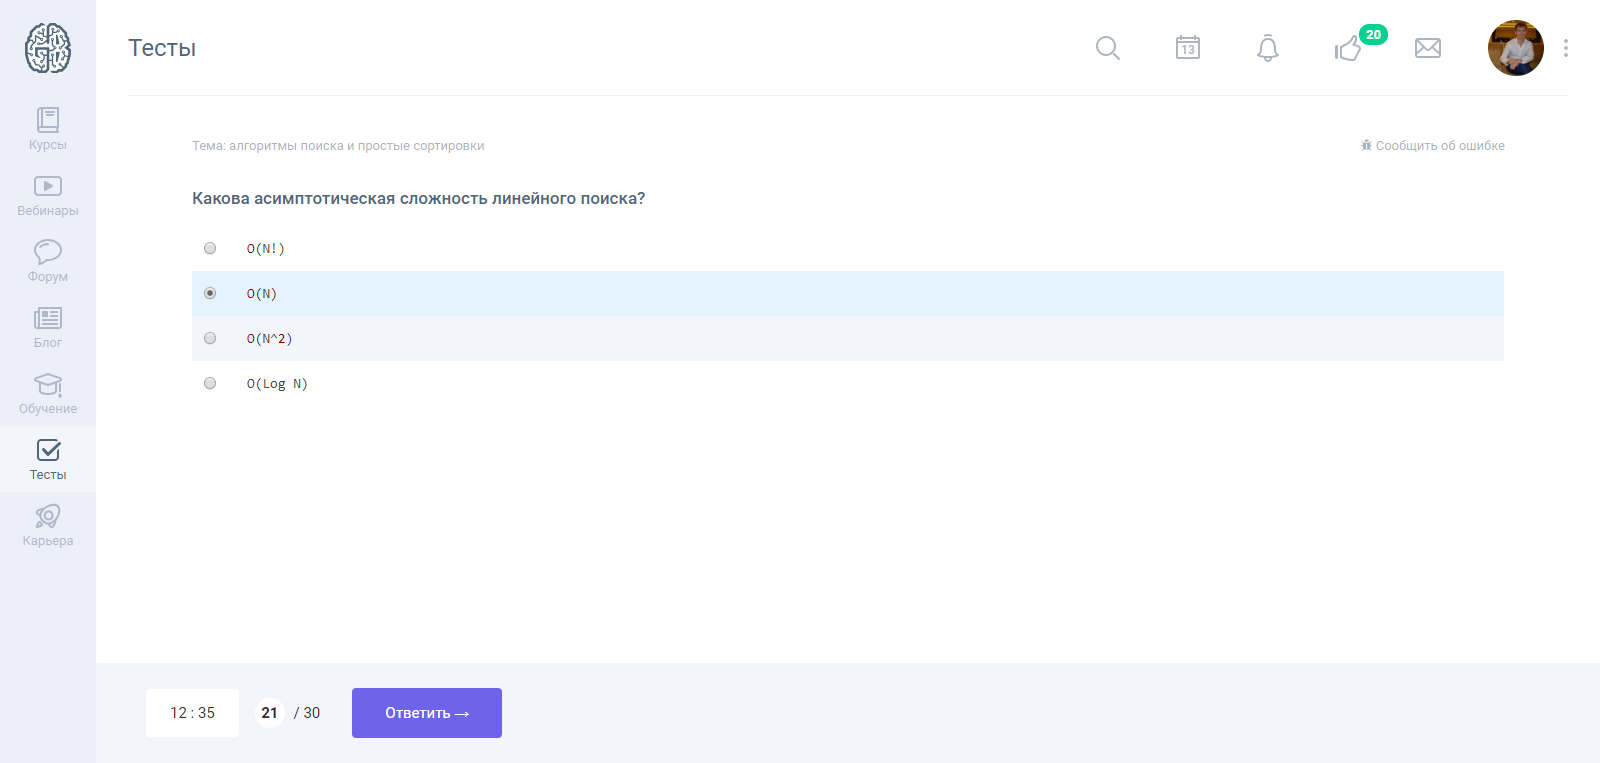 Тесты
13
20
Курсы
Вебинары
Форум
Блог
Обучение
Тесты
Карьера
Тема: алгоритмы поиска и простые сортировки
Сообщить об ошибке
Какова асимптотическая сложность линейного поиска?
O(N!)
O(N)
O(N^2)
O(Log N)
12 : 35
21 / 30
Ответить →